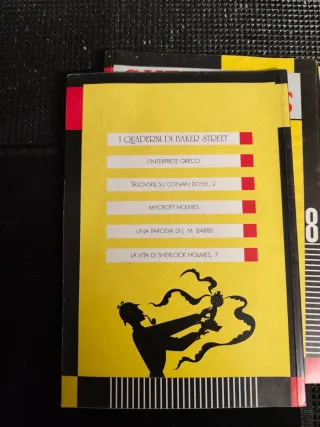 I QUADERNI DI BAKER STREET
L'INTERPRETE GRECO
ŠKLOVSKIJ SU CONAN DOYLE, 2
MYCROFT HOLMES
UNA PARODIA DI J. M. BARRIE
LA VITA DI SHERLOCK HOLMES, 7
8